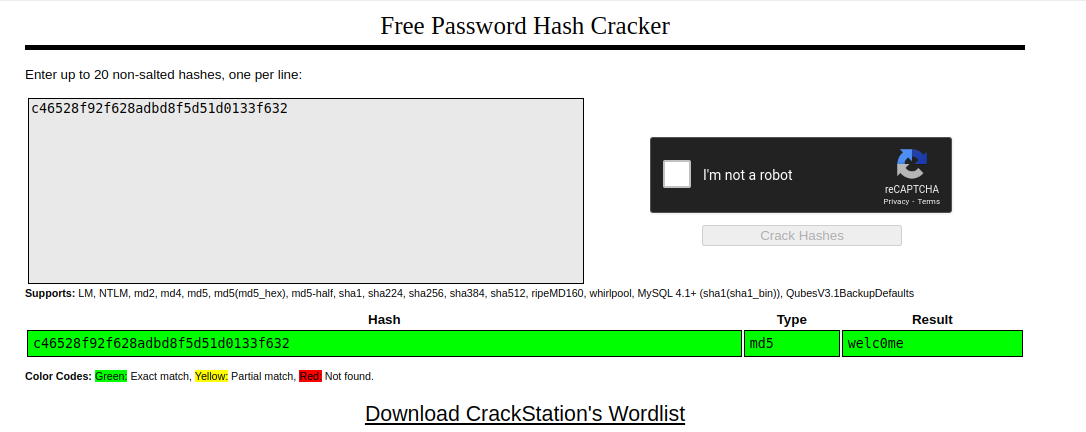 Free Password Hash Cracker
Enter up to 20 non-salted hashes, one per line:
c46528f92f628adbd8f5d51d0133f632
I'm not a robot
reCAPTCHA
Privacy - Terms
Crack Hashes
Supports: LM, NTLM, md2, md4, md5, md5(md5_hex), md5-half, sha1, sha224, sha256, sha384, sha512, ripeMD160, whirlpool, MySQL 4.1+ (sha1(sha1_bin)), QubesV3.1BackupDefaults
Hash Type Result
c46528f92f628adbd8f5d51d0133f632 md5 welc0me
Color Codes: Green: Exact match, Yellow: Partial match, Red: Not found.
Download CrackStation's Wordlist